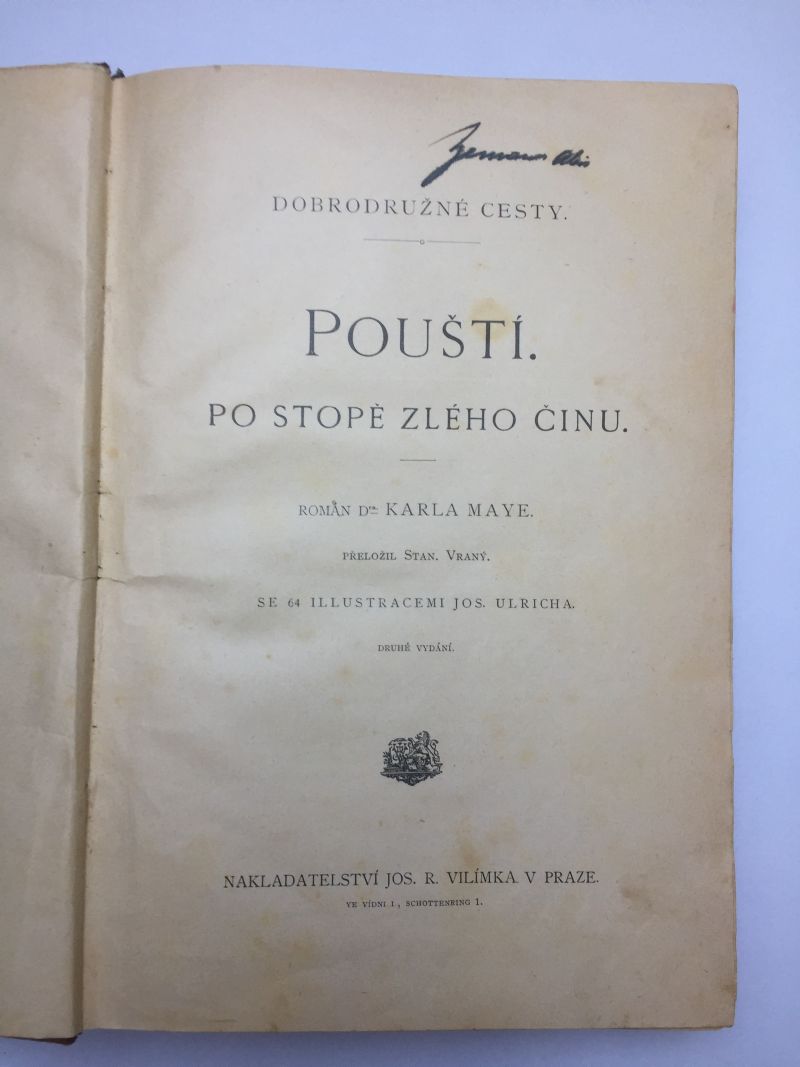 Zeman
DOBRODRUŽNÉ CESTY.
POUŠTÍ.
PO STOPĚ ZLÉHO ČINU.
ROMÁN Dra KARLA MAYE.
PŘELOŽIL STAN. VRANÝ.
SE 64 ILLUSTRACEMI JOS. ULRICHA.
DRUHÉ VYDÁNÍ.
NAKLADATELSTVÍ JOS. R. VILÍMKA V PRAZE.
VE VÍDNI I, SCHOTTENRING 1.